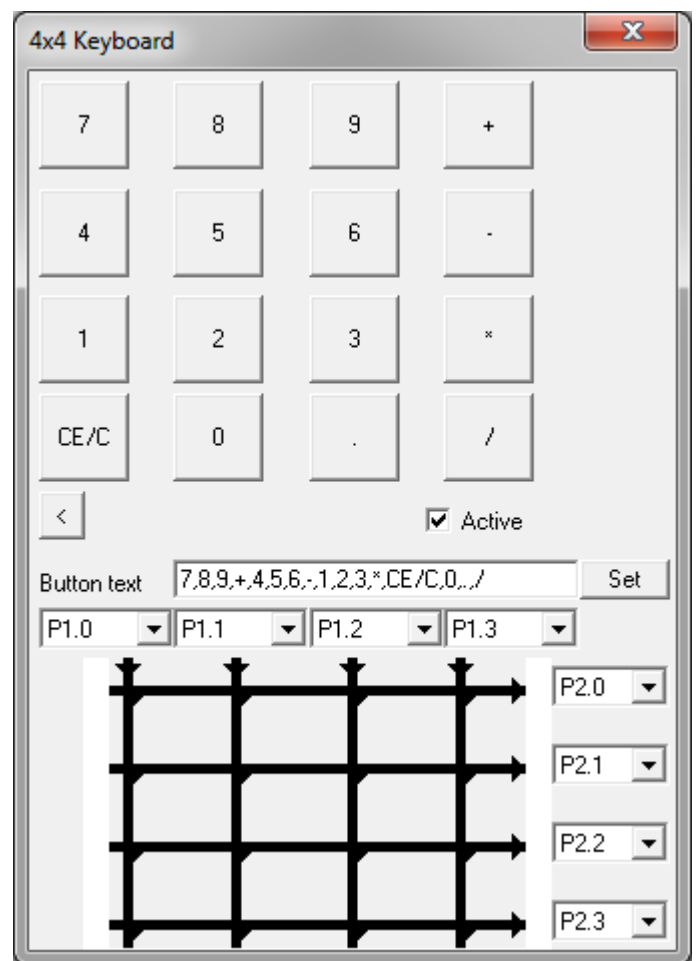 4x4 Keyboard
7 8 9 +
4 5 6 -
1 2 3 *
CE/C 0 . /
< Active
Button text 7,8,9,+,4,5,6,-,1,2,3,*,CE/C,0,.,/ Set
P1.0 P1.1 P1.2 P1.3
P2.0
P2.1
P2.2
P2.3